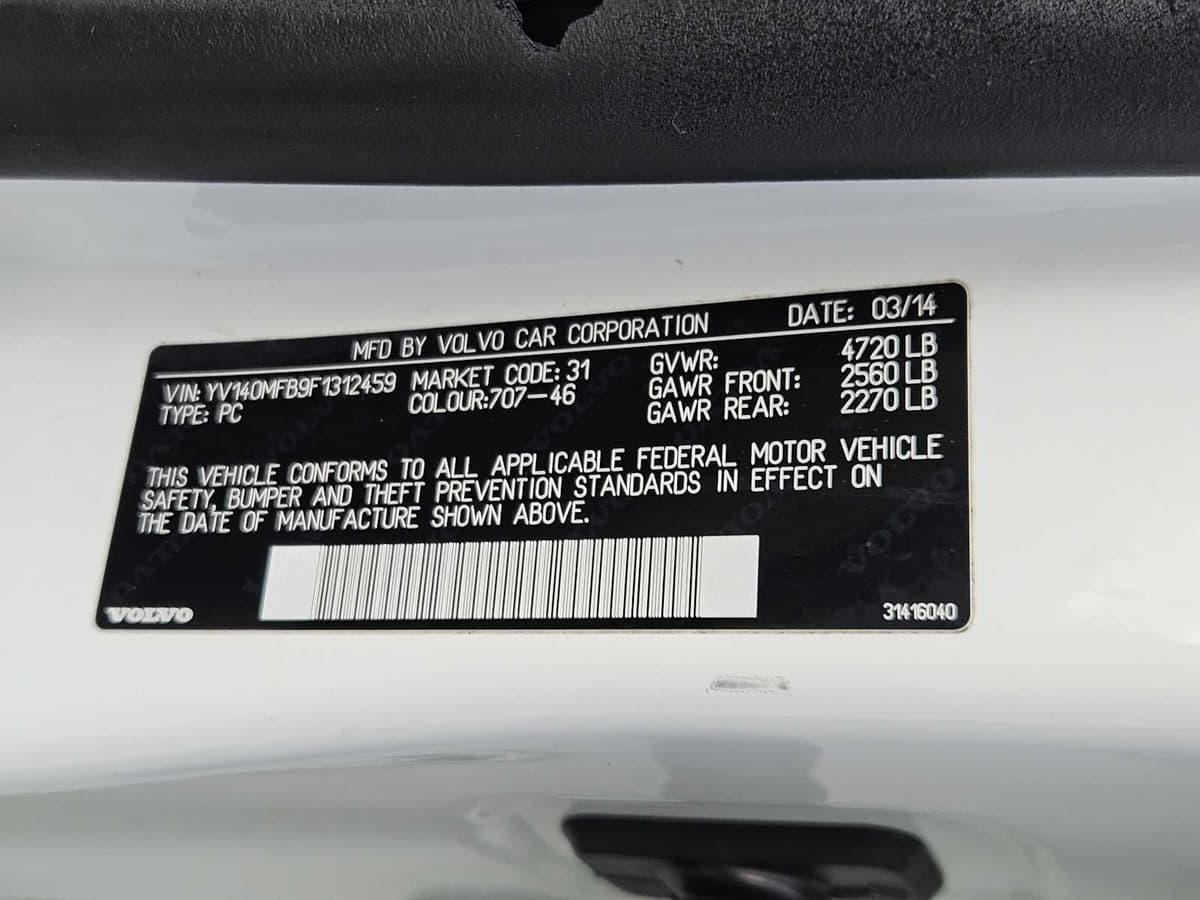 MFD BY VOLVO CAR CORPORATION DATE: 03/14
VIN: YV140MFB9F1312459 MARKET CODE: 31 GVWR: 4720 LB
TYPE: PC COLOUR:707-46 GAWR FRONT: 2560 LB
GAWR REAR: 2270 LB
THIS VEHICLE CONFORMS TO ALL APPLICABLE FEDERAL MOTOR VEHICLE
SAFETY, BUMPER AND THEFT PREVENTION STANDARDS IN EFFECT ON
THE DATE OF MANUFACTURE SHOWN ABOVE.
VOLVO 31416040